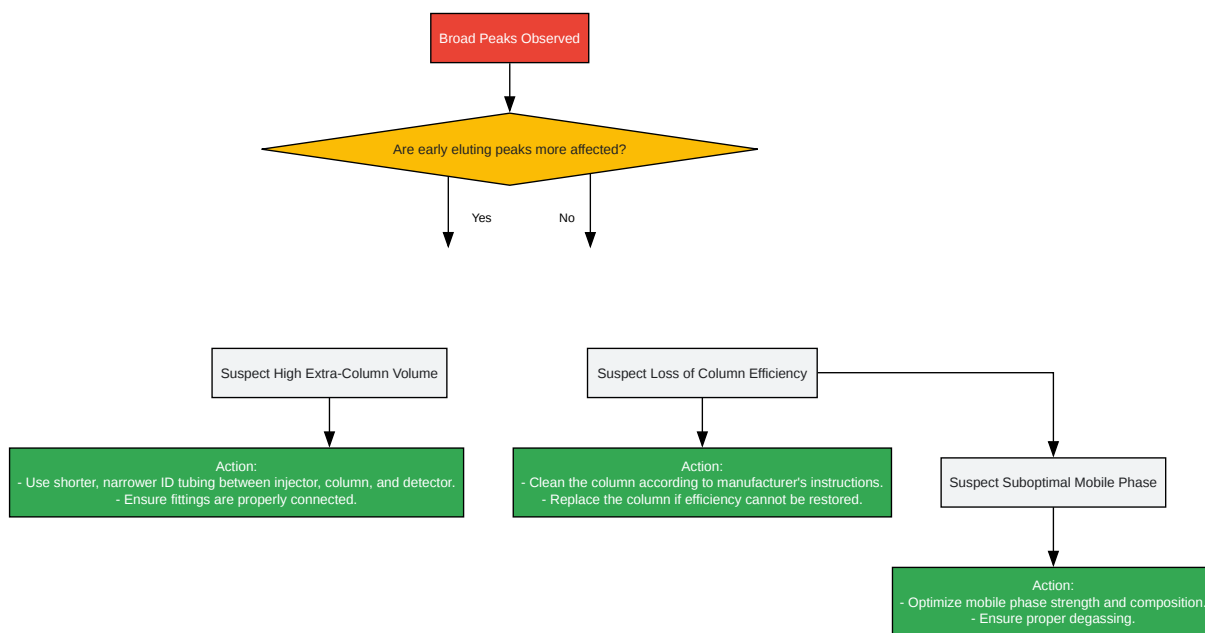 Broad Peaks Observed
Are early eluting peaks more affected?
Yes
No
Suspect High Extra-Column Volume
Suspect Loss of Column Efficiency
Action:
- Use shorter, narrower ID tubing between injector, column, and detector.
- Ensure fittings are properly connected.
Action:
- Clean the column according to manufacturer's instructions.
- Replace the column if efficiency cannot be restored.
Suspect Suboptimal Mobile Phase
Action:
- Optimize mobile phase strength and composition.
- Ensure proper degassing.